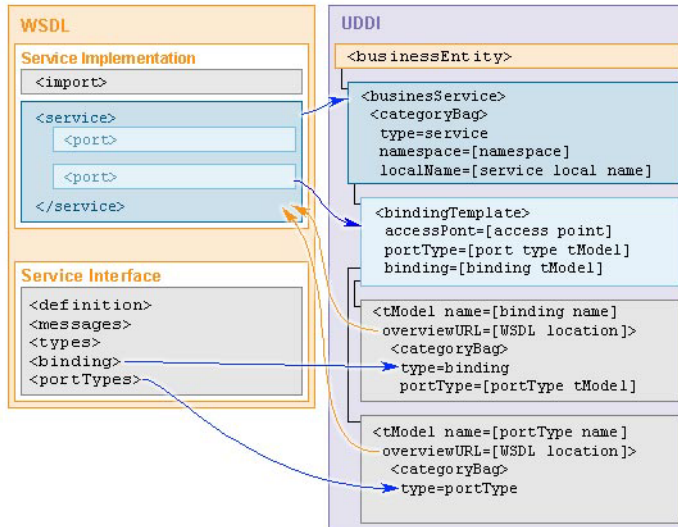 WSDL
Service Implementation
<import>
<service>
<port>
<port>
</service>
Service Interface
<definition>
<messages>
<types>
<binding>
<portTypes>
UDDI
<businessEntity>
<businesService>
<categoryBag>
type=service
namespace=[namespace]
localName=[service local name]
<bindingTemplate>
accessPont=[access point]
portType=[port type tModel]
binding=[binding tModel]
<tModel name=[binding name]
overviewURL=[WSDL location]>
<categoryBag>
type=binding
portType=[portType tModel]
<tModel name=[portType name]
overviewURL=[WSDL location]>
<categoryBag>
type=portType